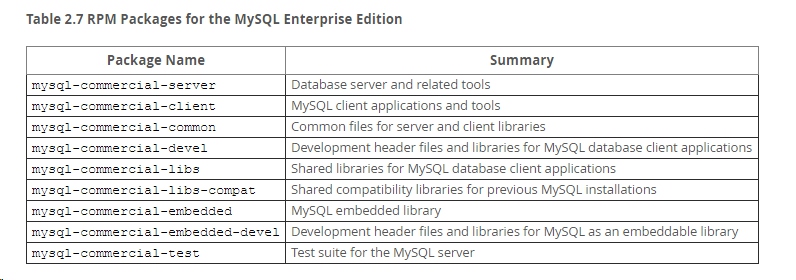 Table 2.7 RPM Packages for the MySQL Enterprise Edition
Package Name Summary
mysql-commercial-server Database server and related tools
mysql-commercial-client MySQL client applications and tools
mysql-commercial-common Common files for server and client libraries
mysql-commercial-devel Development header files and libraries for MySQL database client applications
mysql-commercial-libs Shared libraries for MySQL database client applications
mysql-commercial-libs-compat Shared compatibility libraries for previous MySQL installations
mysql-commercial-embedded MySQL embedded library
mysql-commercial-embedded-devel Development header files and libraries for MySQL as an embeddable library
mysql-commercial-test Test suite for the MySQL server